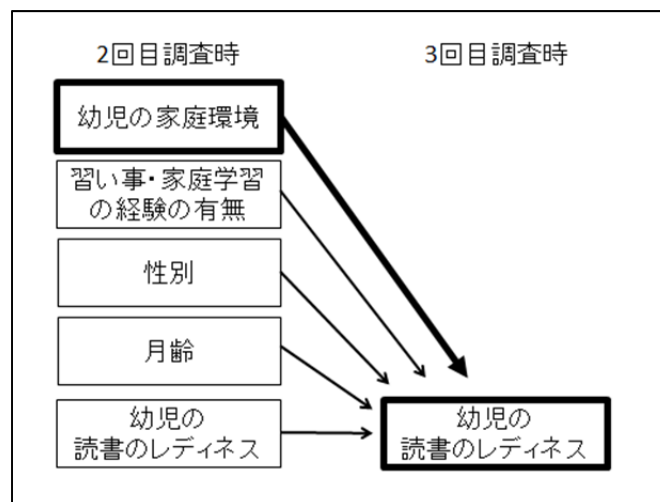 2回目調査時
3回目調査時
幼児の家庭環境
習い事・家庭学習
の経験の有無
性別
月齢
幼児の
読書のレディネス
幼児の
読書のレディネス